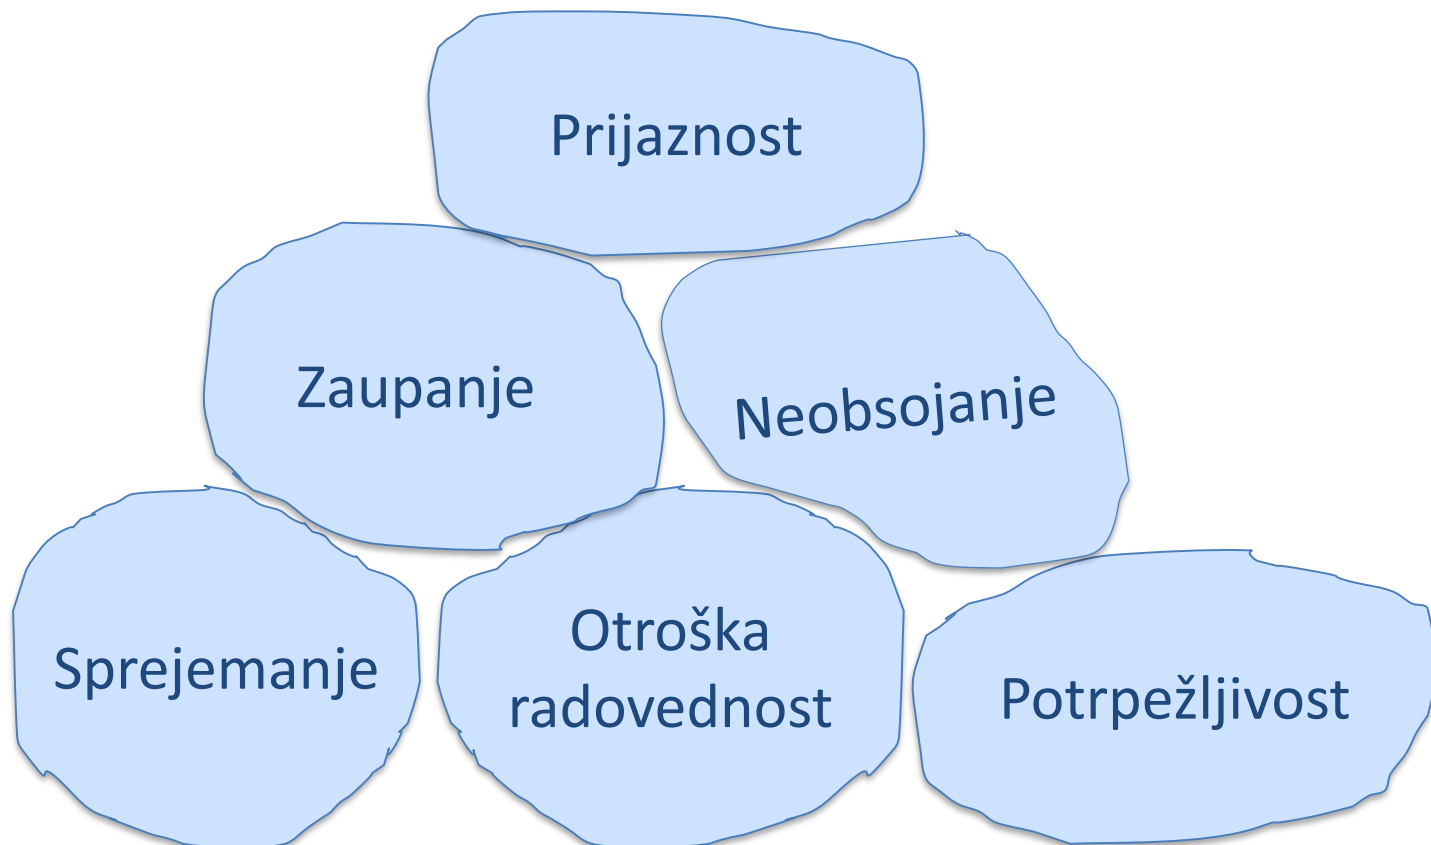 Prijaznost
Zaupanje
Neobsojanje
Sprejemanje
Otroška
radovednost
Potrpežljivost